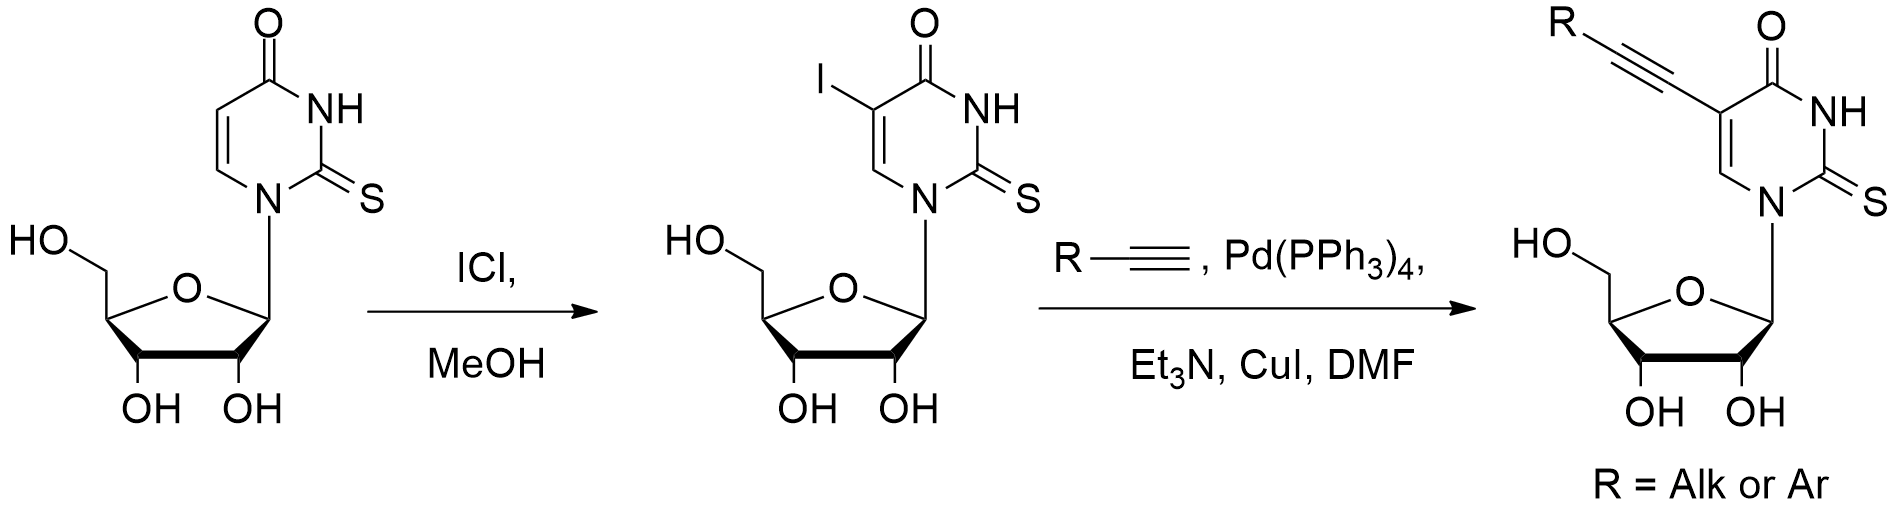 O
NH
N
S
HO
O
OH
OH
ICl,
MeOH
O
I
NH
N
S
HO
O
OH
OH
R
, Pd(PPh3)4,
Et3N, CuI, DMF
R
O
NH
N
S
HO
O
OH
OH
R = Alk or Ar